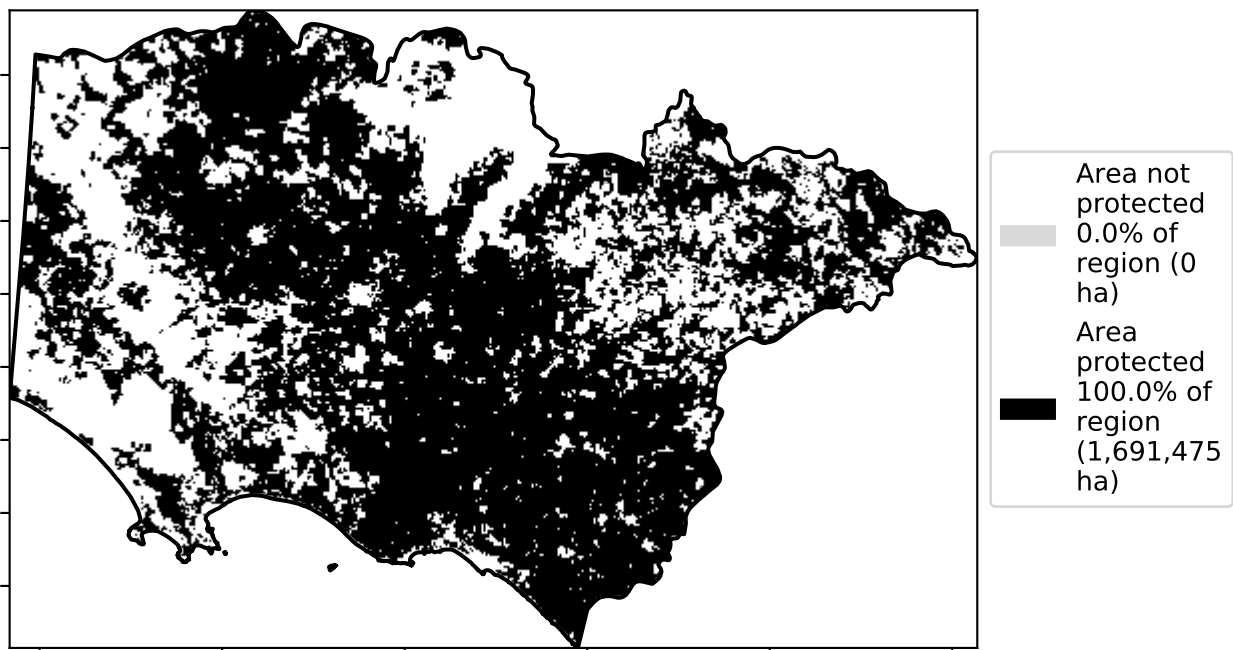 Area not
protected
0.0% of
region (0
ha)
Area
protected
100.0% of
region
(1,691,475
ha)